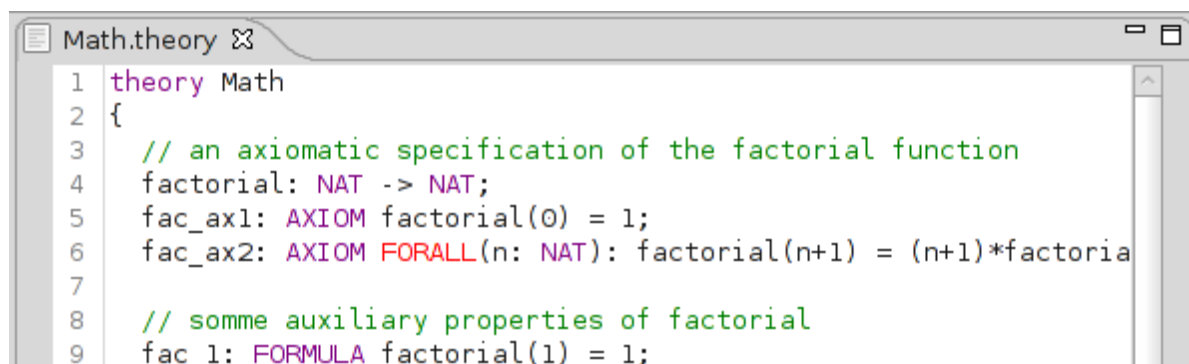 Math.theory
1 theory Math
2 {
3 // an axiomatic specification of the factorial function
4 factorial: NAT -> NAT;
5 fac_ax1: AXIOM factorial(0) = 1;
6 fac_ax2: AXIOM FORALL(n: NAT): factorial(n+1) = (n+1)*factoria
7
8 // somme auxiliary properties of factorial
9 fac_1: FORMULA factorial(1) = 1;